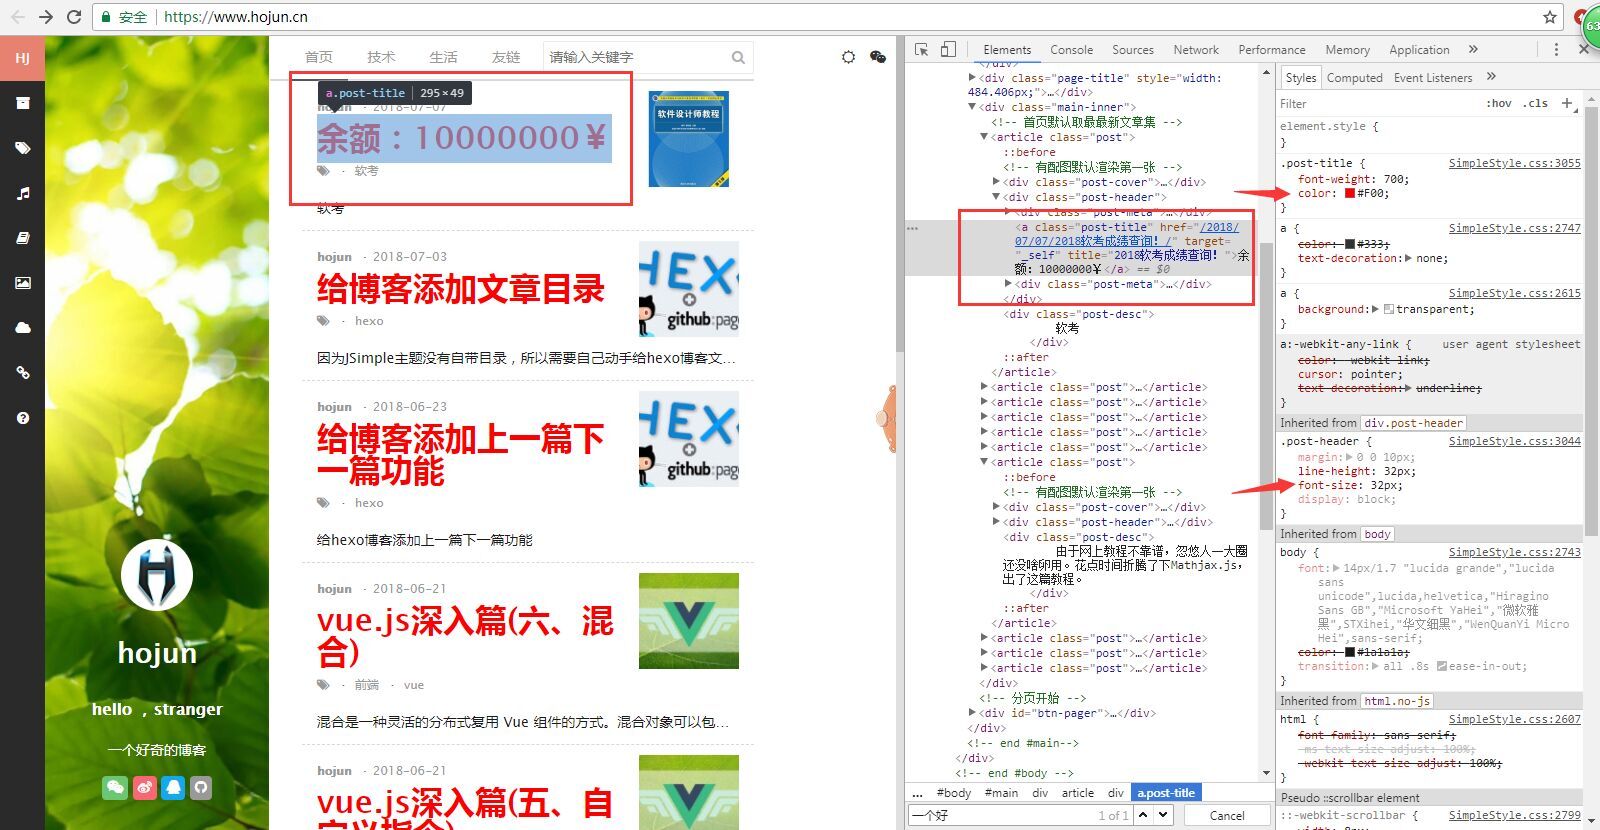 安全 https://www.hojun.cn
HJ
首页 技术 生活 友链 请输入关键字
a.post-title 295×49
hojun · 2018-07-07
余额：10000000￥
· 软考
软考
软件设计师教程
hojun · 2018-07-03
给博客添加文章目录
· hexo
因为JSimple主题没有自带目录，所以需要自己动手给hexo博客文...
HEX
github:page
hojun · 2018-06-23
给博客添加上一篇下
一篇功能
· hexo
给hexo博客添加上一篇下一篇功能
HEX
github:page
hojun · 2018-06-21
vue.js深入篇(六、混
合)
· 前端 · vue
混合是一种灵活的分布式复用 Vue 组件的方式。混合对象可以包...
hojun · 2018-06-21
vue.js深入篇(五、自
定义指令)
hojun
hello ，stranger
一个好奇的博客
Elements Console Sources Network Performance Memory Application »
</div>
<div class="page-title" style="width:
484.406px;">…</div>
<div class="main-inner">
<!-- 首页默认取最最新文章集 -->
<article class="post">
::before
<!-- 有配图默认渲染第一张 -->
<div class="post-cover">…</div>
<div class="post-header">
<div class="post-meta">…</div>
<a class="post-title" href="/2018/
07/07/2018软考成绩查询！/" target=
"_self" title="2018软考成绩查询！">余
额：10000000￥</a> == $0
<div class="post-meta">…</div>
</div>
<div class="post-desc">
软考
</div>
::after
</article>
<article class="post">…</article>
<article class="post">…</article>
<article class="post">…</article>
<article class="post">…</article>
<article class="post">…</article>
<article class="post">
::before
<!-- 有配图默认渲染第一张 -->
<div class="post-cover">…</div>
<div class="post-header">…</div>
<div class="post-desc">
由于网上教程不靠谱，忽悠人一大圈
还没啥卵用。花点时间折腾了下Mathjax.js，
出了这篇教程。
</div>
::after
</article>
<article class="post">…</article>
<article class="post">…</article>
<article class="post">…</article>
</div>
<!-- 分页开始 -->
<div id="btn-pager">…</div>
</div>
<!-- end #main-->
</div>
<!-- end #body -->
... #body #main div article div a.post-title
一个好 1 of 1 Cancel
Styles Computed Event Listeners »
Filter :hov .cls +
element.style {
}
.post-title { SimpleStyle.css:3055
font-weight: 700;
color: #F00;
}
a { SimpleStyle.css:2747
color: #333;
text-decoration: none;
}
a { SimpleStyle.css:2615
background: transparent;
}
a:-webkit-any-link { user agent stylesheet
color: -webkit-link;
cursor: pointer;
text-decoration: underline;
}
Inherited from div.post-header
.post-header { SimpleStyle.css:3044
margin: 0 0 10px;
line-height: 32px;
font-size: 32px;
display: block;
}
Inherited from body
body { SimpleStyle.css:2743
font: 14px/1.7 "lucida grande","lucida
sans
unicode",lucida,helvetica,"Hiragino
Sans GB","Microsoft YaHei","微软雅
黑",STXihei,"华文细黑","WenQuanYi Micro
Hei",sans-serif;
color: #1a1a1a;
transition: all .8s ease-in-out;
}
Inherited from html.no-js
html { SimpleStyle.css:2607
font-family: sans-serif;
-ms-text-size-adjust: 100%;
-webkit-text-size-adjust: 100%;
}
Pseudo ::scrollbar element
::-webkit-scrollbar { SimpleStyle.css:2799
width: 8px;
63